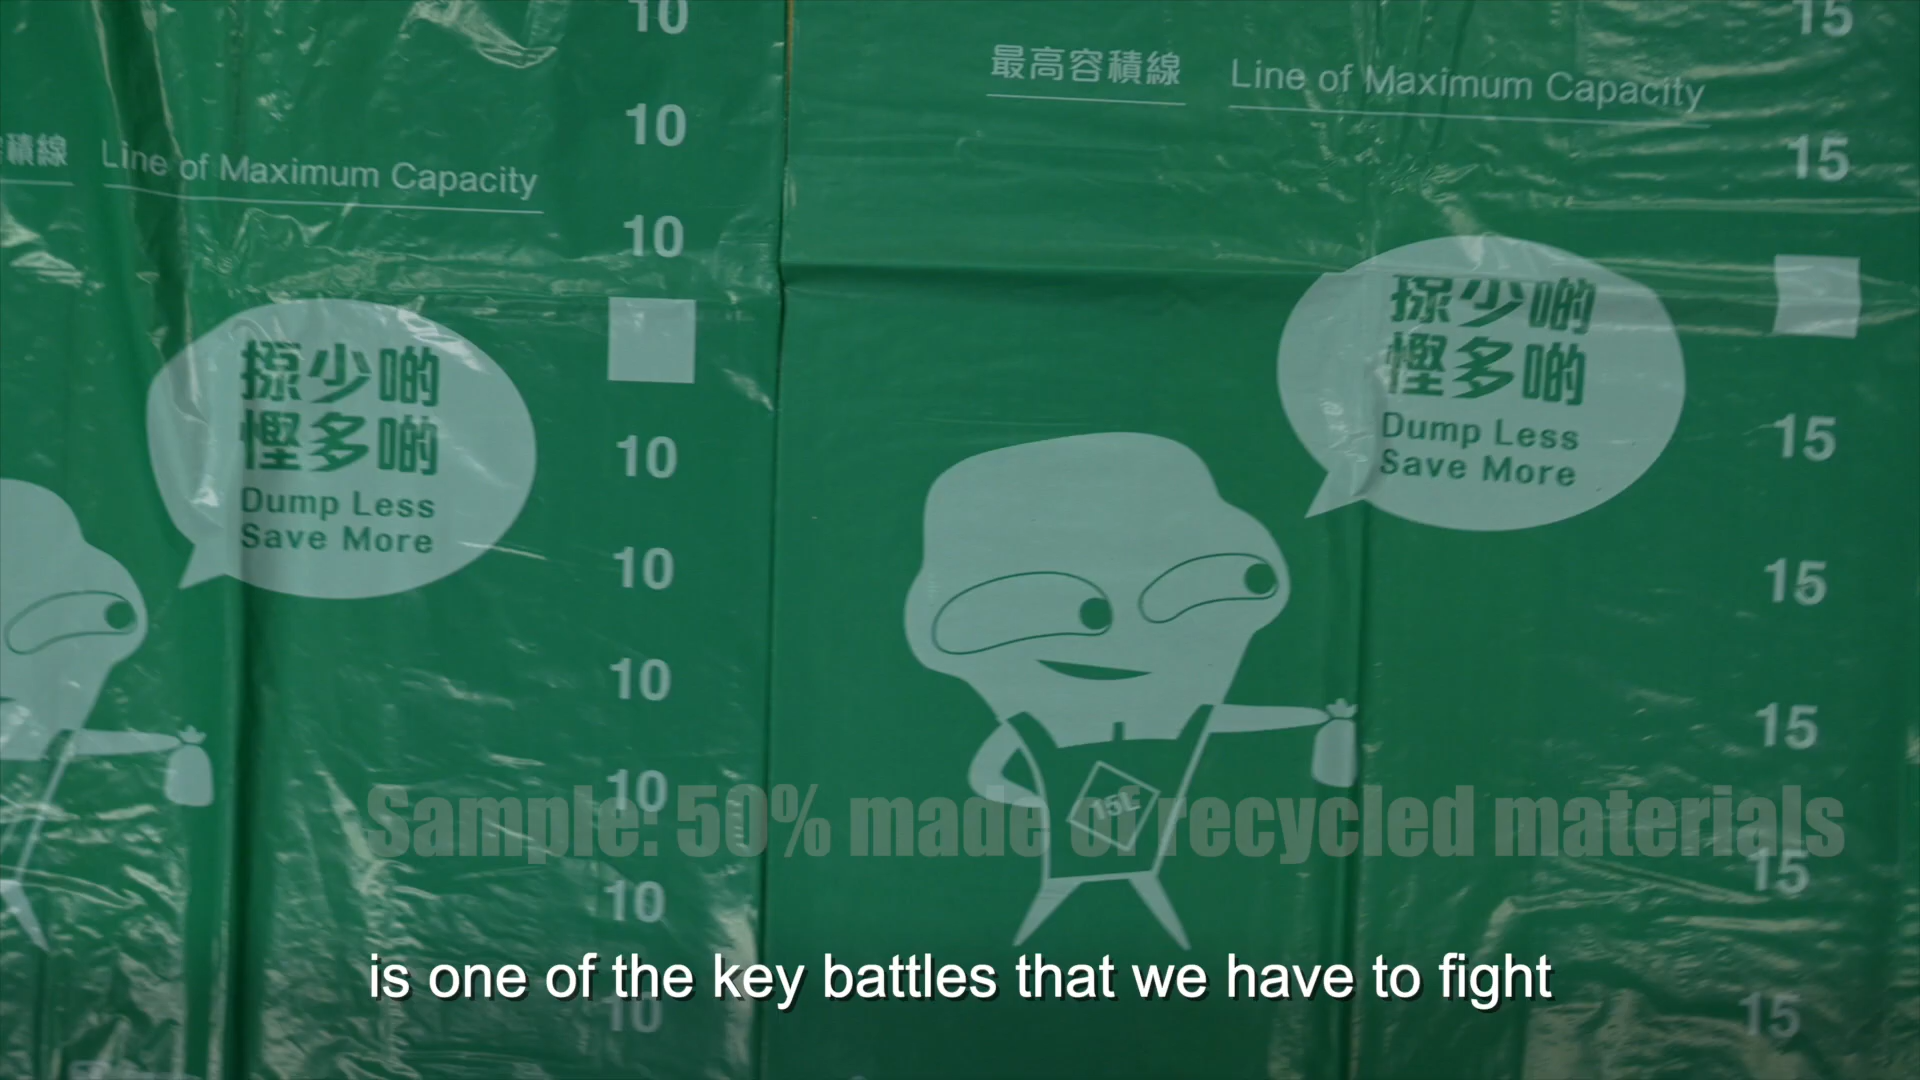 10
15
最高容積線 Line of Maximum Capacity
10
積線 Line of Maximum Capacity
15
10
揼少啲
慳多啲
Dump Less
Save More
揼少啲
慳多啲
Dump Less
Save More
10
15
10
15
10
15
10
15L
Sample: 50% made of recycled materials
15
10
is one of the key battles that we have to fight
10
15